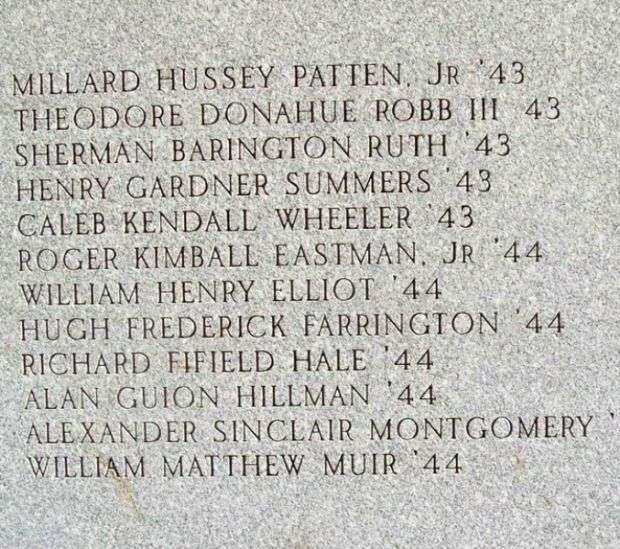 MILLARD HUSSEY PATTEN, JR '43
THEODORE DONAHUE ROBB III 43
SHERMAN BARINGTON RUTH '43
HENRY GARDNER SUMMERS '43
CALEB KENDALL WHEELER '43
ROGER KIMBALL EASTMAN, JR '44
WILLIAM HENRY ELLIOT '44
HUGH FREDERICK FARRINGTON '44
RICHARD FIFIELD HALE '44
ALAN GUION HILLMAN '44
ALEXANDER SINCLAIR MONTGOMERY '
WILLIAM MATTHEW MUIR '44